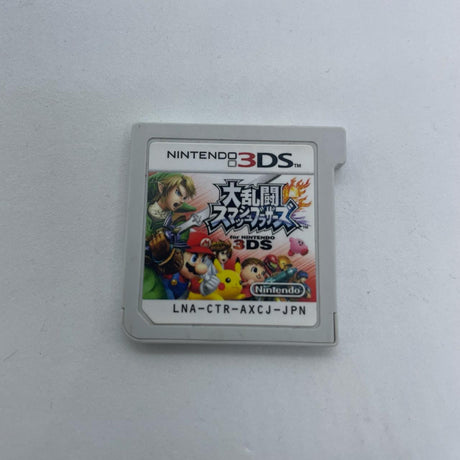 NINTENDO 3DS™
大乱闘
スマッシュブラザーズ
for NINTENDO
3DS
Nintendo
LNA-CTR-AXCJ-JPN